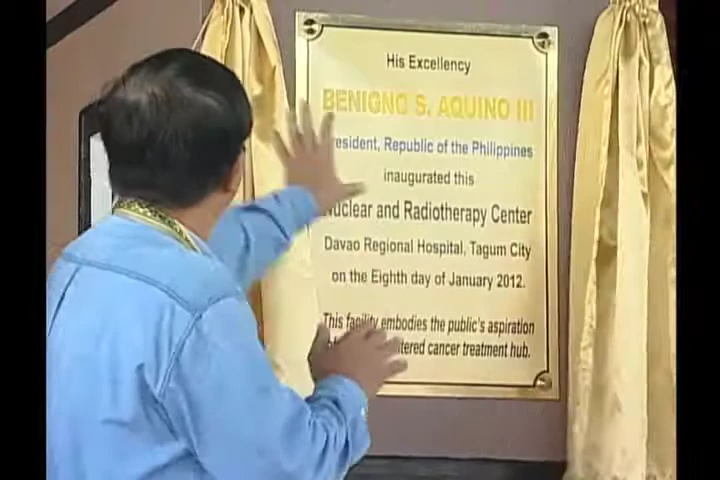 His Excellency
BENIGNO S. AQUINO III
resident, Republic of the Philippines
inaugurated this
Nuclear and Radiotherapy Center
Davao Regional Hospital, Tagum City
on the Eighth day of January 2012.
This facility embodies the public's aspiration
cancer treatment hub.